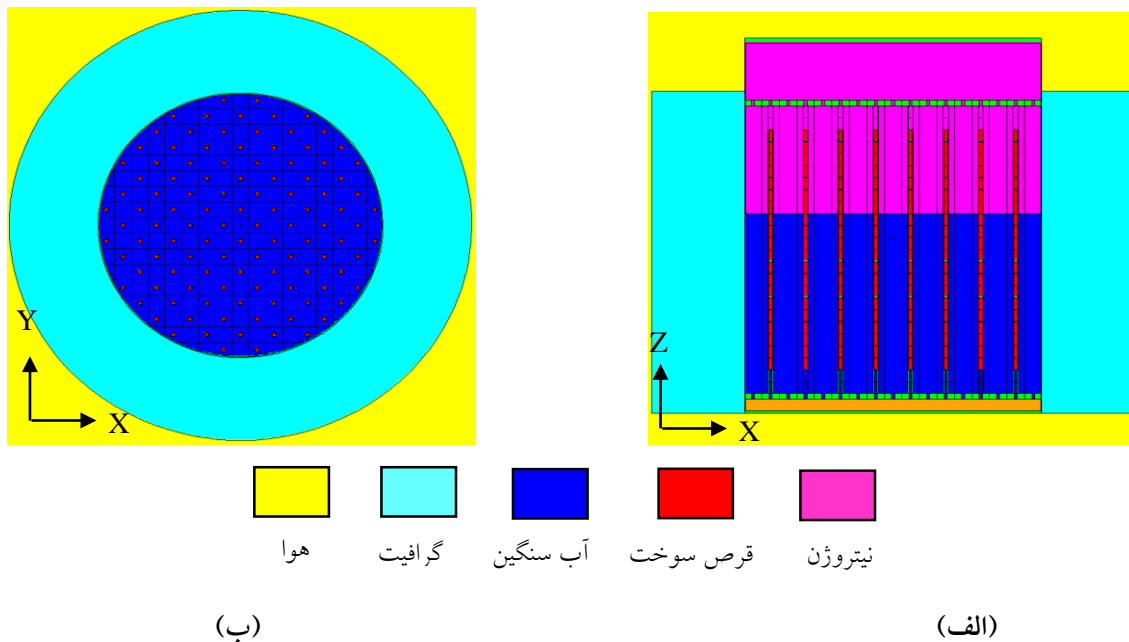 Y
X
Z
X
نیتروژن
قرص سوخت
آب سنگین
گرافیت
هوا
(الف)
(ب)